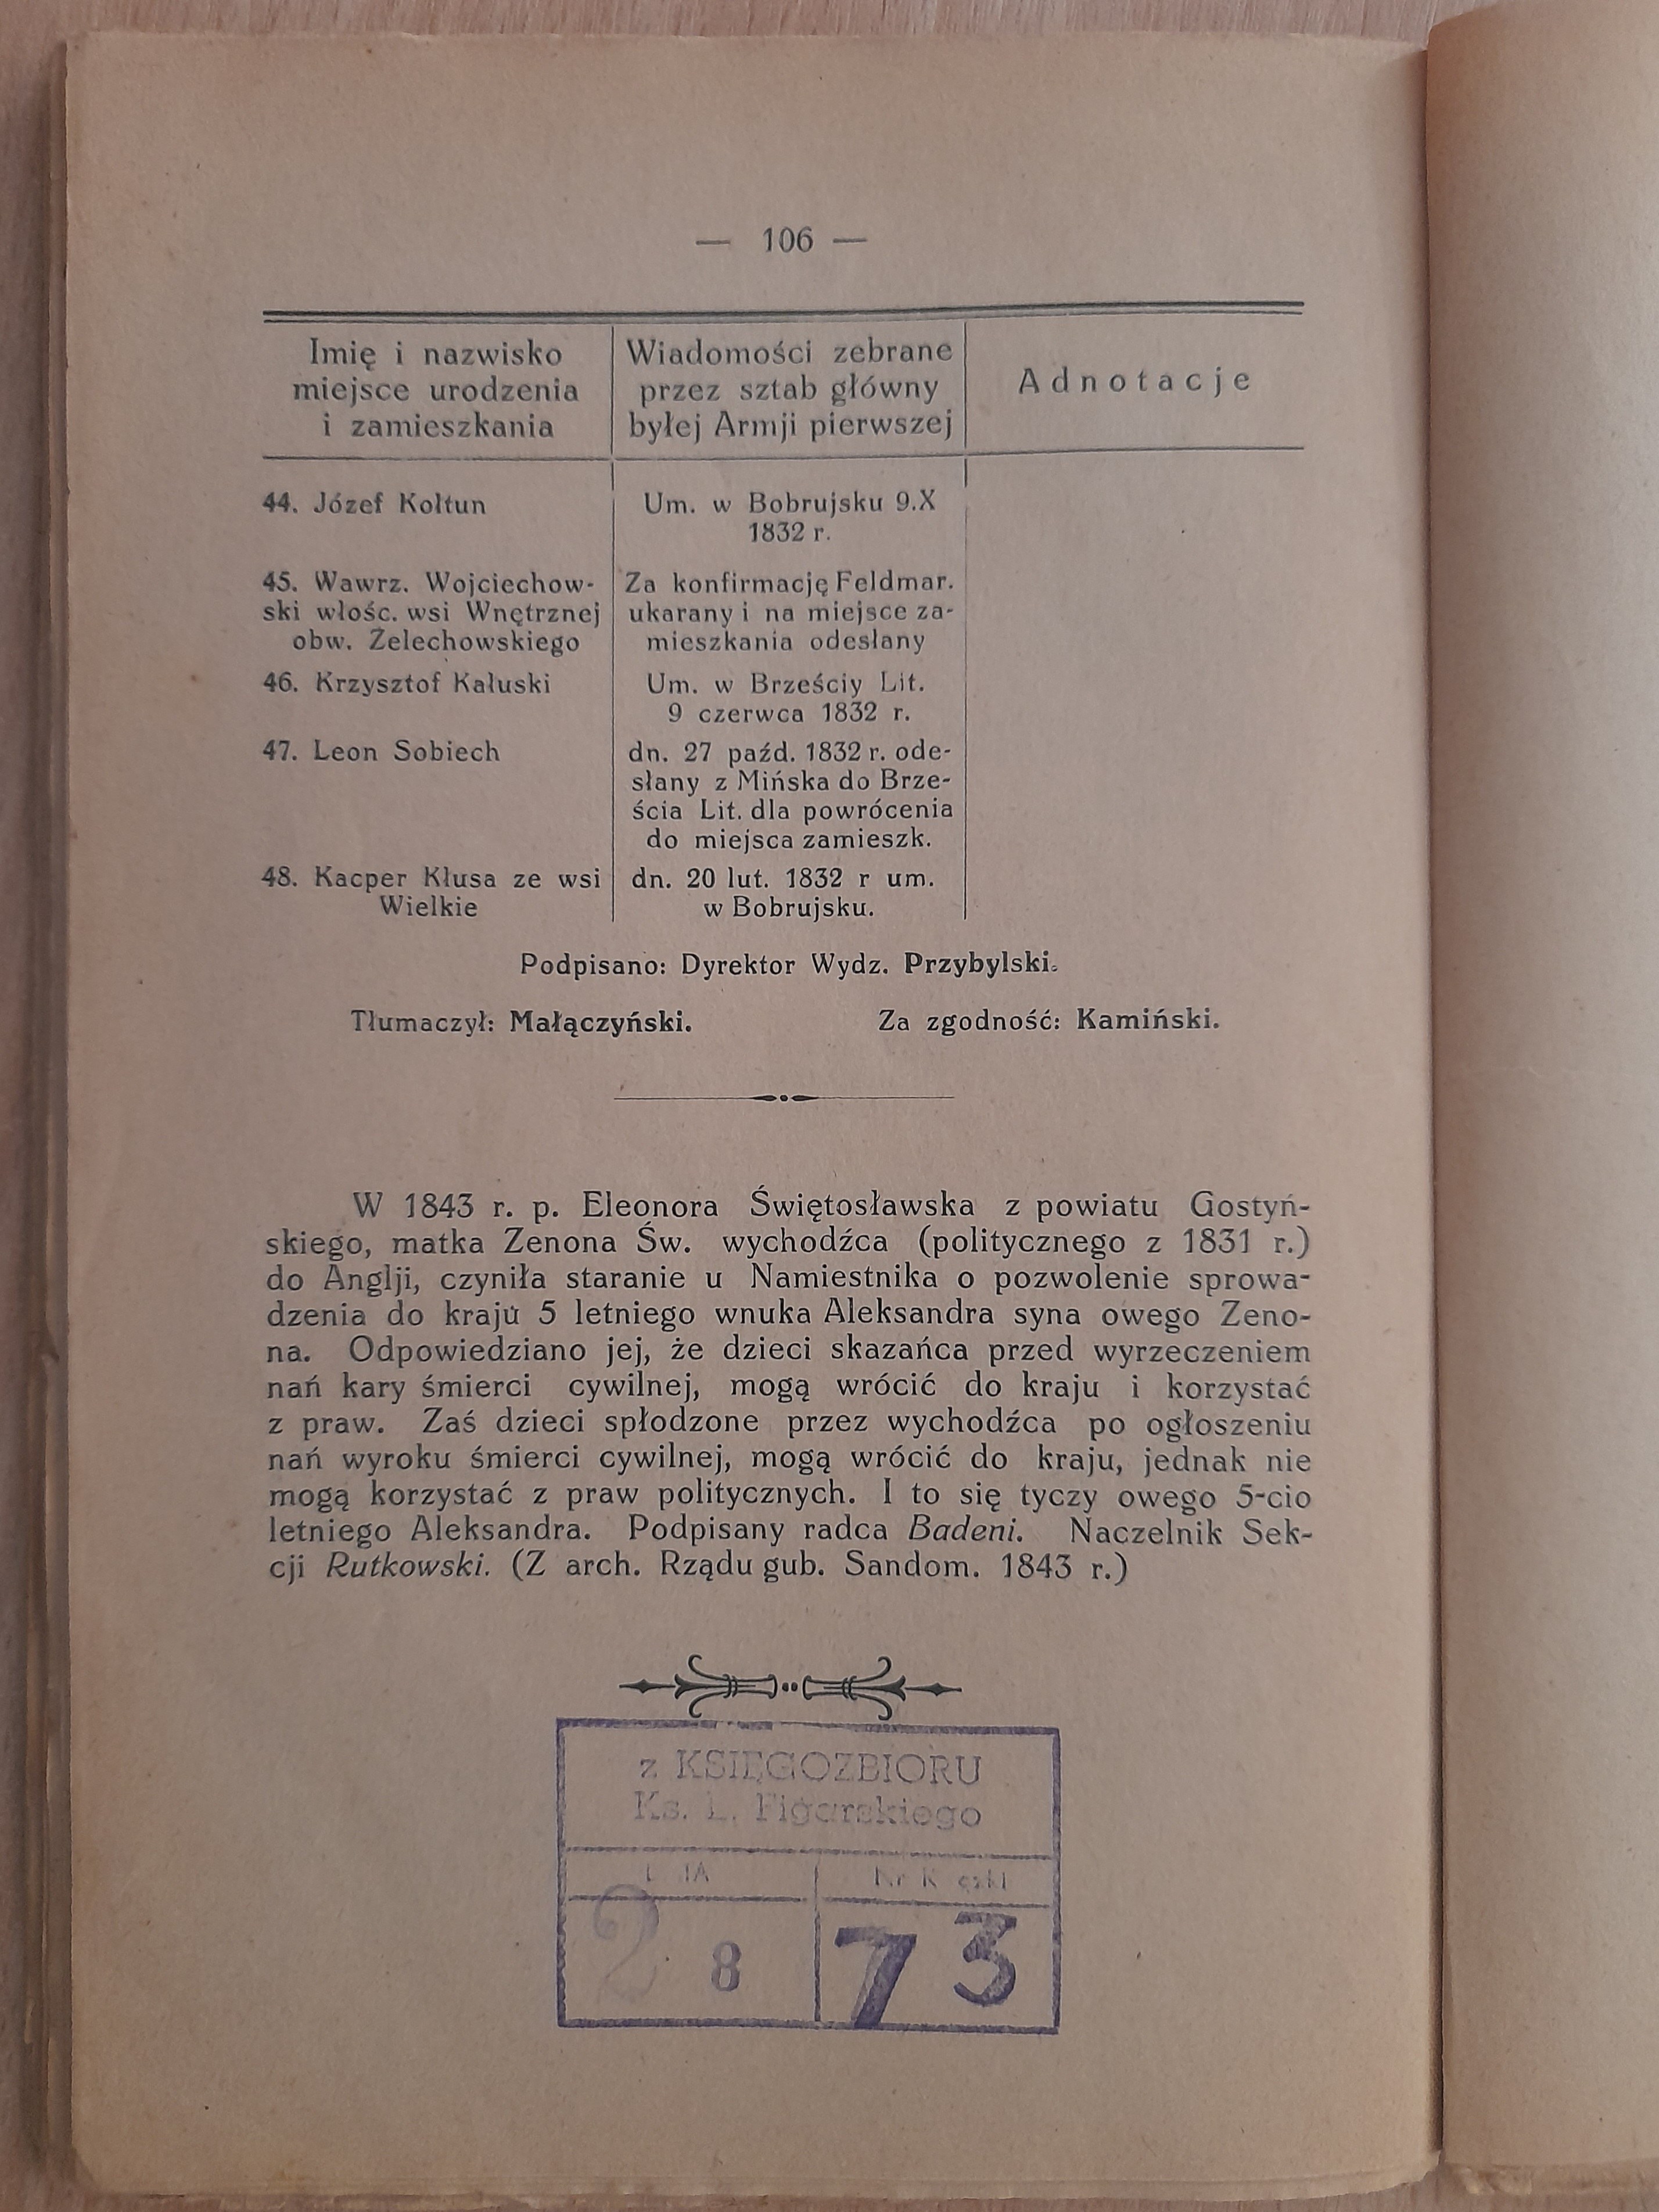 — 106 —
Imię i nazwisko
miejsce urodzenia
i zamieszkania
Wiadomości zebrane
przez sztab główny
byłej Armji pierwszej
Adnotacje
44. Józef Kołtun
Um. w Bobrujsku 9.X
1832 r.
45. Wawrz. Wojciechow-
ski włośc. wsi Wnętrznej
obw. Żelechowskiego
Za konfirmację Feldmar.
ukarany i na miejsce za-
mieszkania odesłany
46. Krzysztof Kałuski
Um. w Brześciy Lit.
9 czerwca 1832 r.
47. Leon Sobiech
dn. 27 paźd. 1832 r. ode-
słany z Mińska do Brze-
ścia Lit. dla powrócenia
do miejsca zamieszk.
48. Kacper Kłusa ze wsi
Wielkie
dn. 20 lut. 1832 r um.
w Bobrujsku.
Podpisano: Dyrektor Wydz. Przybylski.
Tłumaczył: Małączyński. Za zgodność: Kamiński.
W 1843 r. p. Eleonora Świętosławska z powiatu Gostyń-
skiego, matka Zenona Św. wychodźca (politycznego z 1831 r.)
do Anglji, czyniła staranie u Namiestnika o pozwolenie sprowa-
dzenia do kraju 5 letniego wnuka Aleksandra syna owego Zeno-
na. Odpowiedziano jej, że dzieci skazańca przed wyrzeczeniem
nań kary śmierci cywilnej, mogą wrócić do kraju i korzystać
z praw. Zaś dzieci spłodzone przez wychodźca po ogłoszeniu
nań wyroku śmierci cywilnej, mogą wrócić do kraju, jednak nie
mogą korzystać z praw politycznych. I to się tyczy owego 5-cio
letniego Aleksandra. Podpisany radca Badeni. Naczelnik Sek-
cji Rutkowski. (Z arch. Rządu gub. Sandom. 1843 r.)
z KSIĘGOZBIORU
Ks. L. Figarskiego
Nr
2 8
73